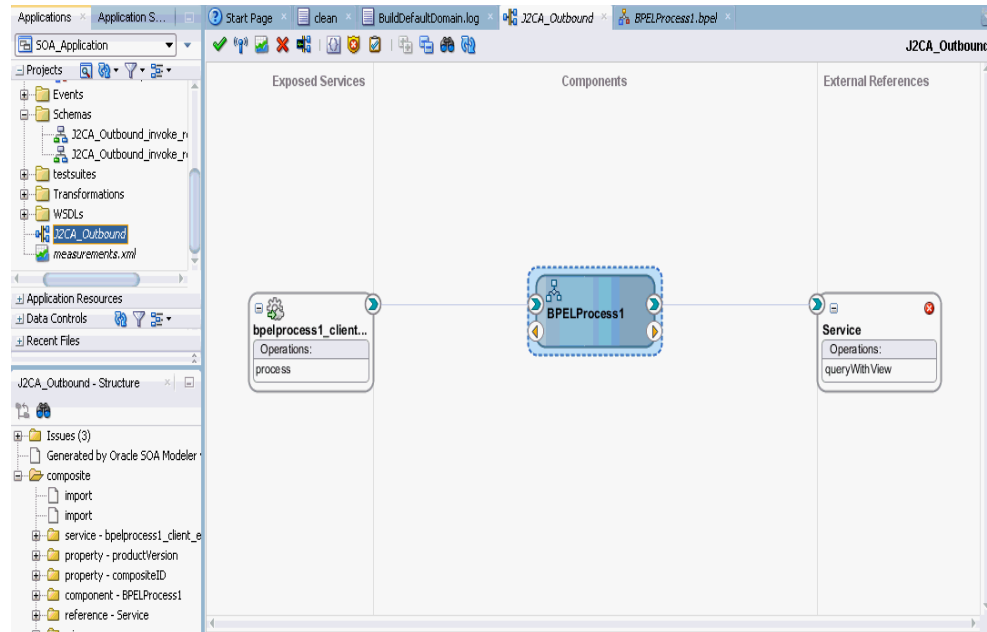 Applications
Application S...
Start Page
clean
BuildDefaultDomain.log
J2CA_Outbound
BPELProcess1.bpel
SOA_Application
J2CA_Outbound
Projects
Events
Schemas
J2CA_Outbound_invoke_r
J2CA_Outbound_invoke_r
testsuites
Transformations
WSDLs
J2CA_Outbound
measurements.xml
Application Resources
Data Controls
Recent Files
J2CA_Outbound - Structure
Issues (3)
Generated by Oracle SOA Modeler
composite
import
import
service - bpelprocess1_client_e
property - productVersion
property - compositeID
component - BPELProcess1
reference - Service
Exposed Services
Components
External References
bpelprocess1_client...
Operations:
process
BPELProcess1
Service
Operations:
queryWithView